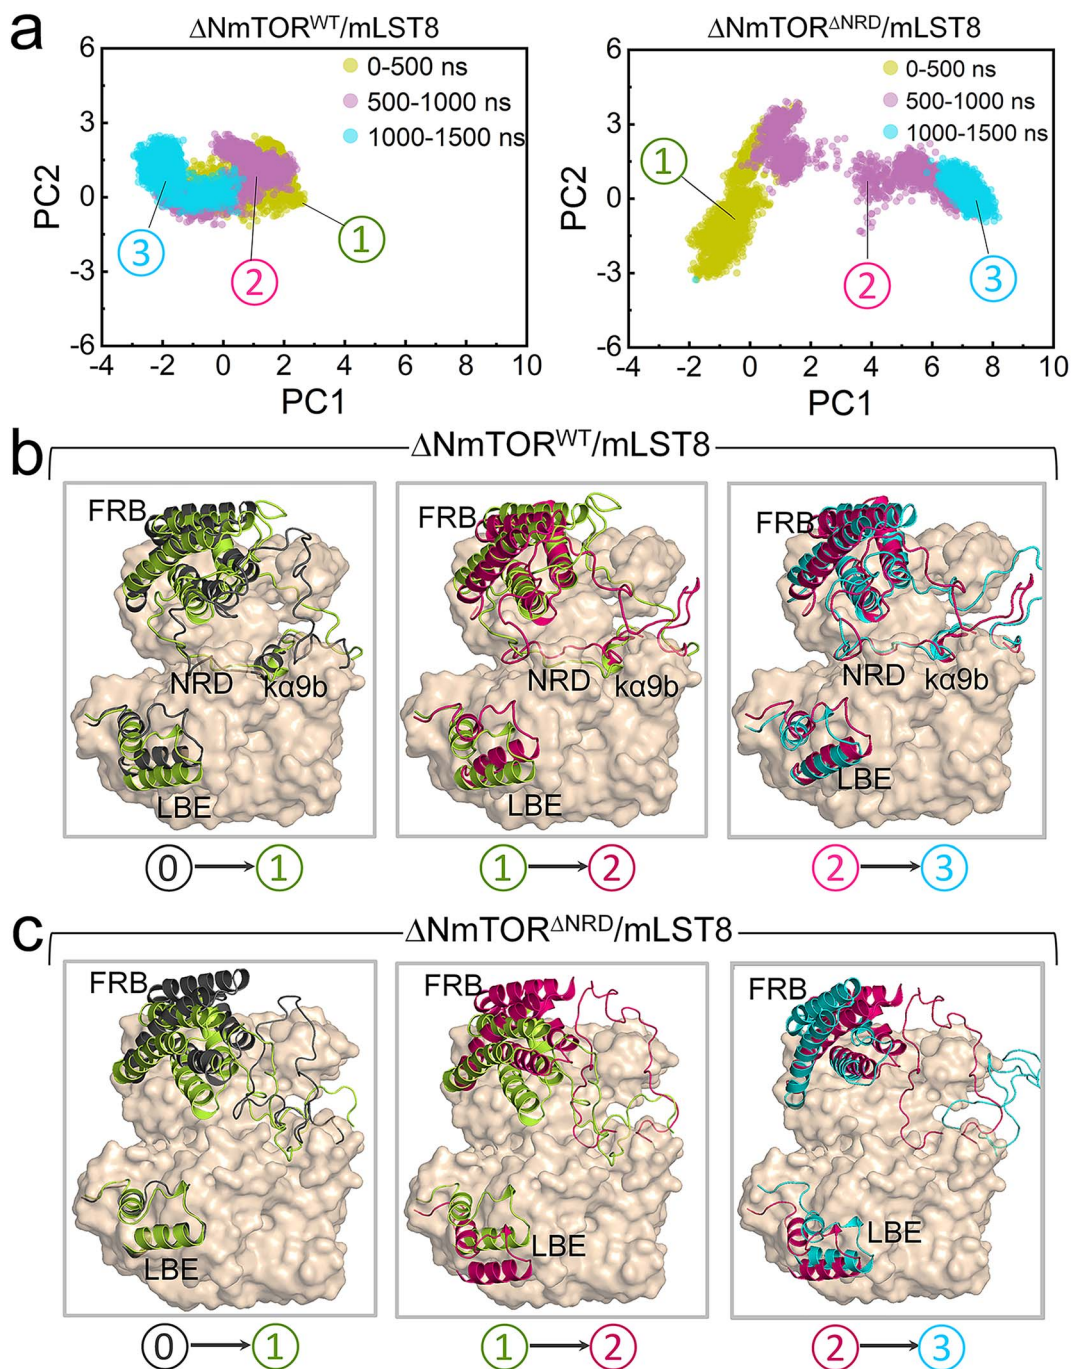 a
ΔNmTORᵂᵀ/mLST8
6
3
0
-3
-6
PC2
0-500 ns
500-1000 ns
1000-1500 ns
3
2
1
-4 -2 0 2 4 6 8 10
PC1
ΔNmTORᐞᴺᴿᴰ/mLST8
6
3
0
-3
-6
PC2
0-500 ns
500-1000 ns
1000-1500 ns
1
2
3
-4 -2 0 2 4 6 8 10
PC1
b
ΔNmTORᵂᵀ/mLST8
FRB
NRD kα9b
LBE
0 → 1
FRB
NRD kα9b
LBE
1 → 2
FRB
NRD kα9b
LBE
2 → 3
c
ΔNmTORᐞᴺᴿᴰ/mLST8
FRB
LBE
0 → 1
FRB
LBE
1 → 2
FRB
LBE
2 → 3